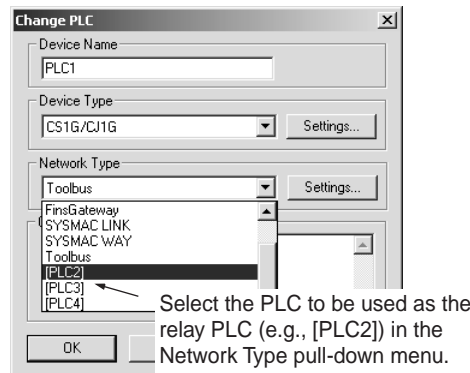 Change PLC
Device Name
PLC1
Device Type
CS1G/CJ1G
Settings...
Network Type
Toolbus
Settings...
FinsGateway
SYSMAC LINK
SYSMAC WAY
Toolbus
[PLC2]
[PLC3]
[PLC4]
Select the PLC to be used as the
relay PLC (e.g., [PLC2]) in the
Network Type pull-down menu.
OK